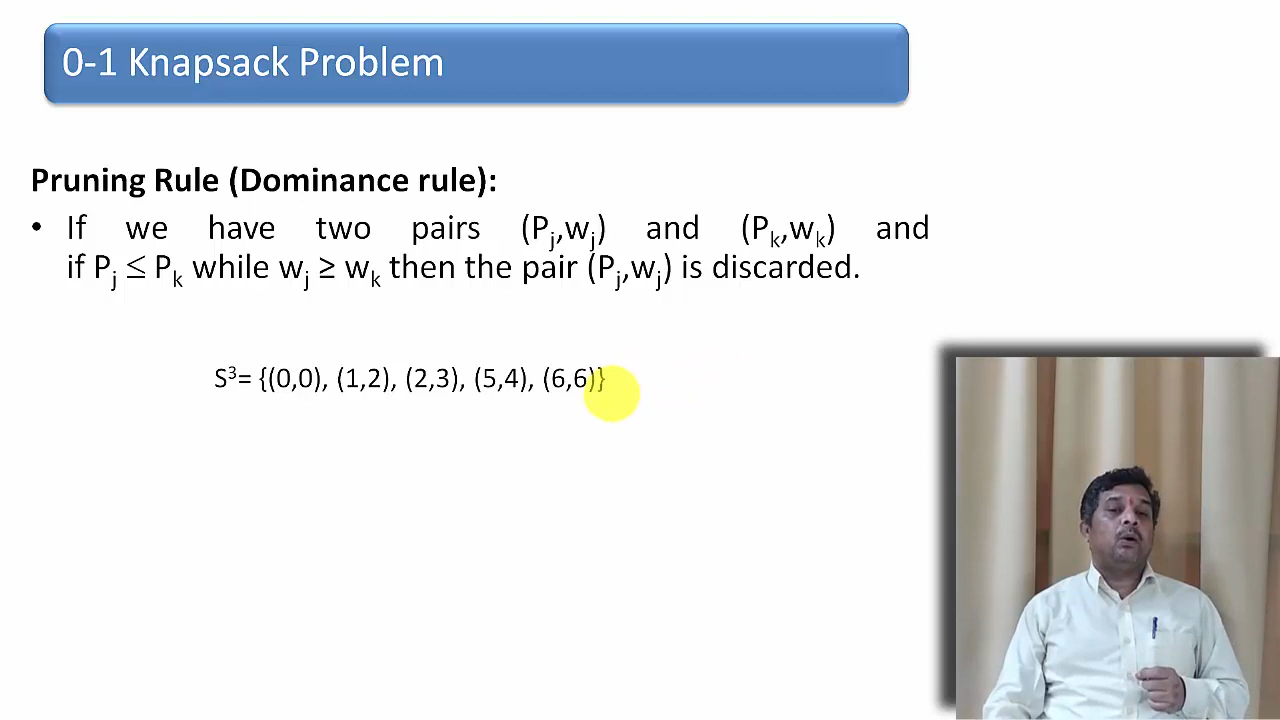 0-1 Knapsack Problem
Pruning Rule (Dominance rule):
• If we have two pairs (Pj,wj) and (Pk,wk) and
if Pj ≤ Pk while wj ≥ wk then the pair (Pj,wj) is discarded.
S³= {(0,0), (1,2), (2,3), (5,4), (6,6)}